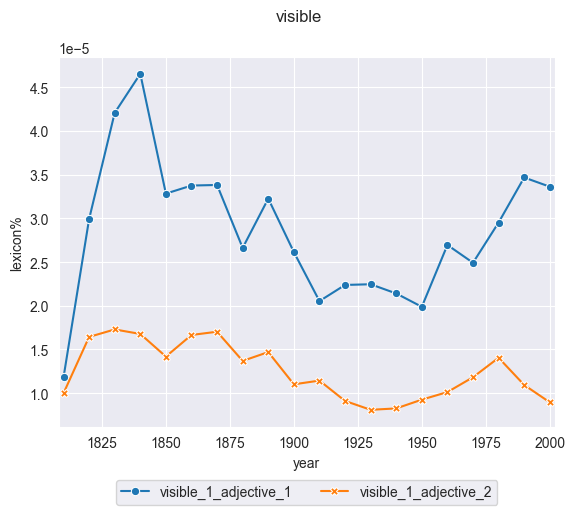 visible
1e−5
4.5
4.0
3.5
3.0
2.5
2.0
1.5
1.0
lexicon%
1825 1850 1875 1900 1925 1950 1975 2000
year
visible_1_adjective_1 visible_1_adjective_2